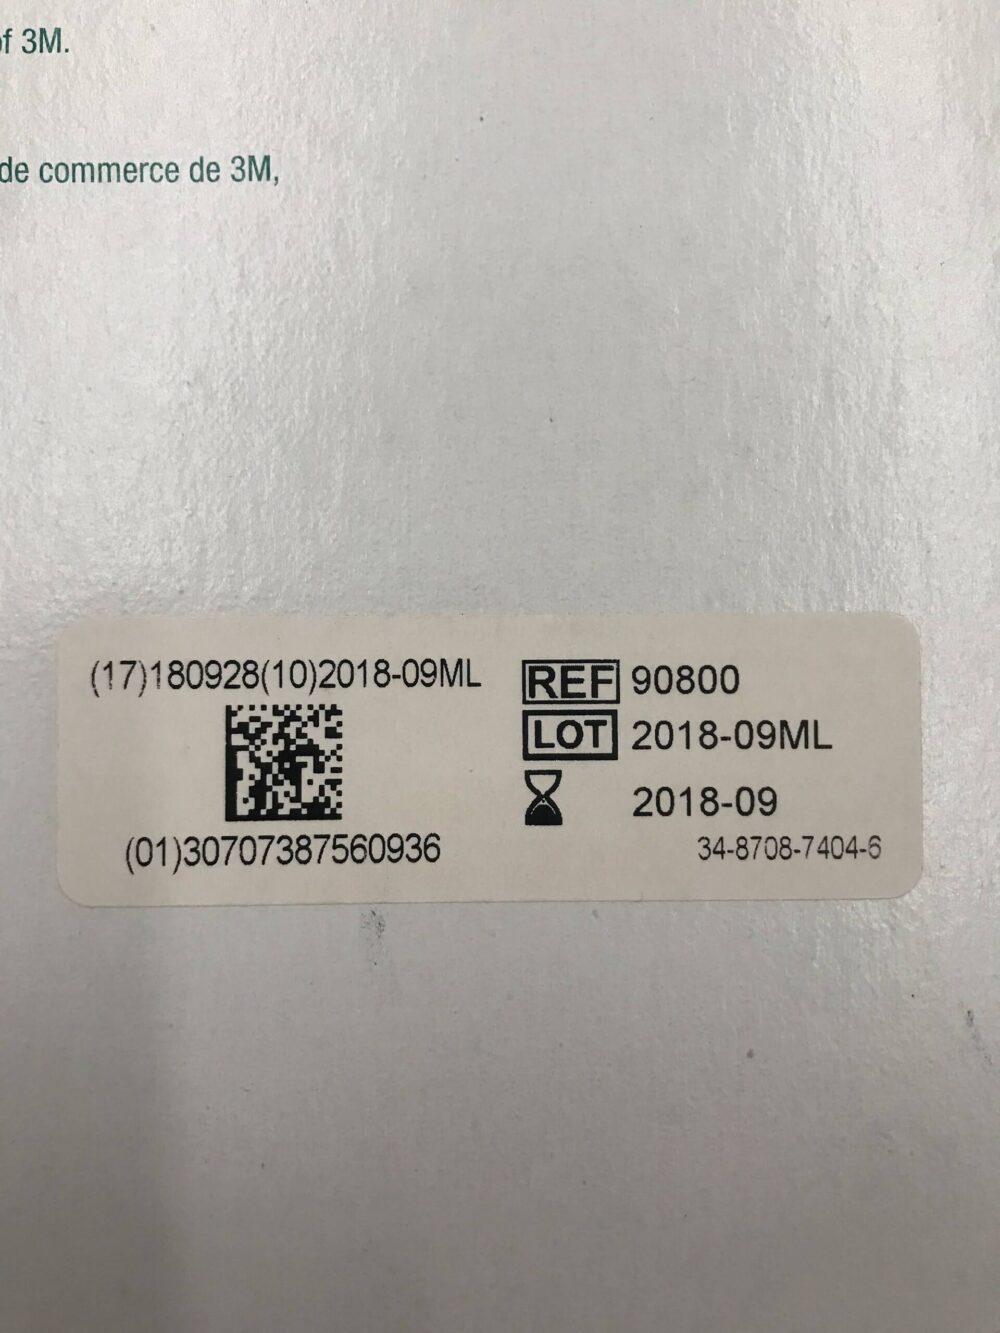 of 3M.
de commerce de 3M,
(17)180928(10)2018-09ML
(01)30707387560936
REF 90800
LOT 2018-09ML
2018-09
34-8708-7404-6